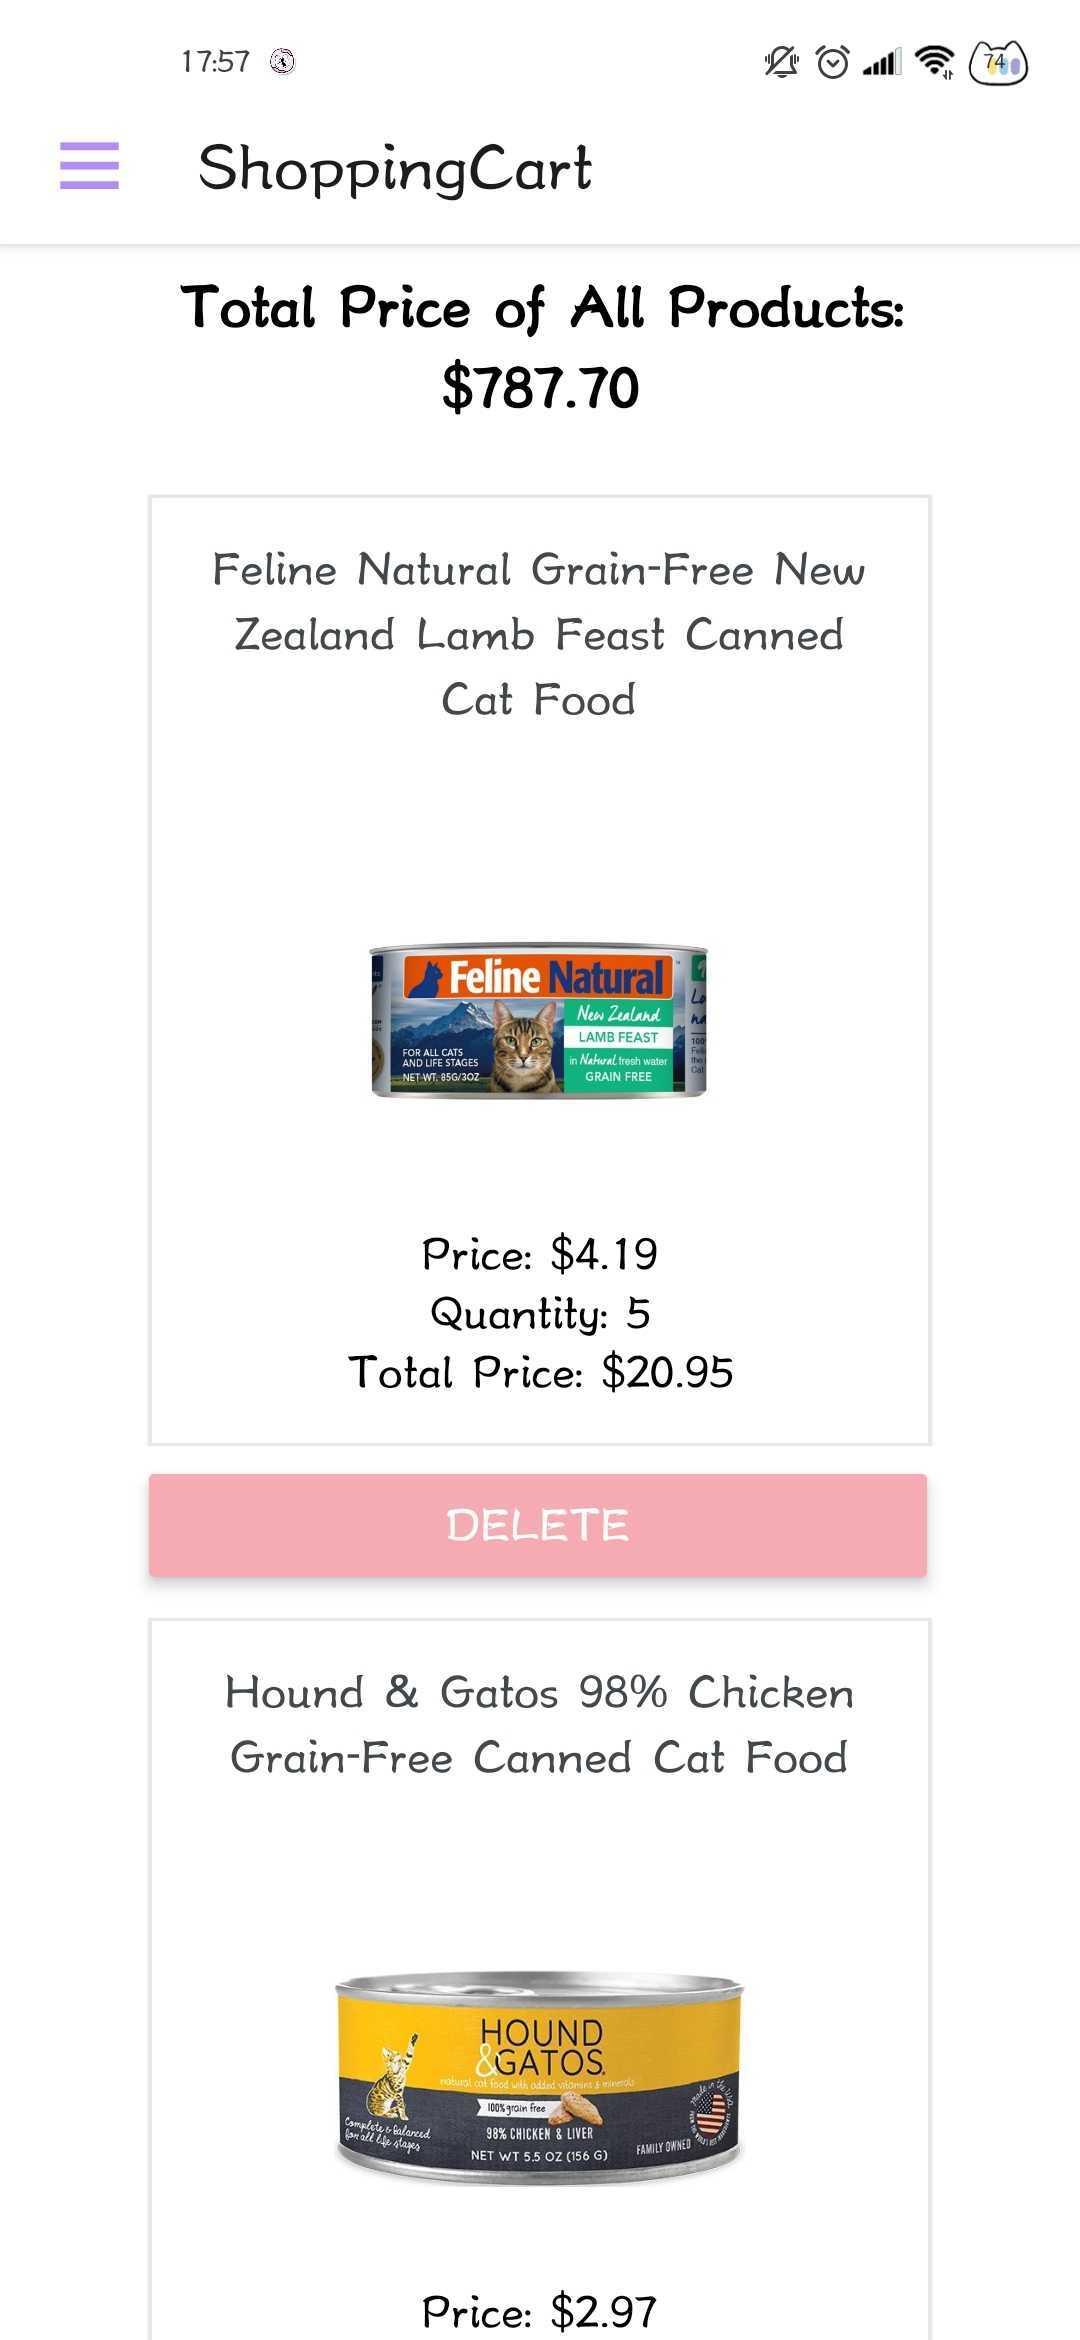 17:57
74
ShoppingCart
Total Price of All Products:
$787.70
Feline Natural Grain-Free New
Zealand Lamb Feast Canned
Cat Food
Feline Natural
New Zealand
LAMB FEAST
in Natural fresh water
GRAIN FREE
FOR ALL CATS
AND LIFE STAGES
NET WT. 85G/3OZ
Price: $4.19
Quantity: 5
Total Price: $20.95
DELETE
Hound & Gatos 98% Chicken
Grain-Free Canned Cat Food
HOUND
&GATOS.
natural cat food with added vitamins & minerals
100% grain free
98% CHICKEN & LIVER
NET WT 5.5 OZ (156 G)
Complete & Balanced
for all life stages
FAMILY OWNED
Made in the USA
Price: $2.97